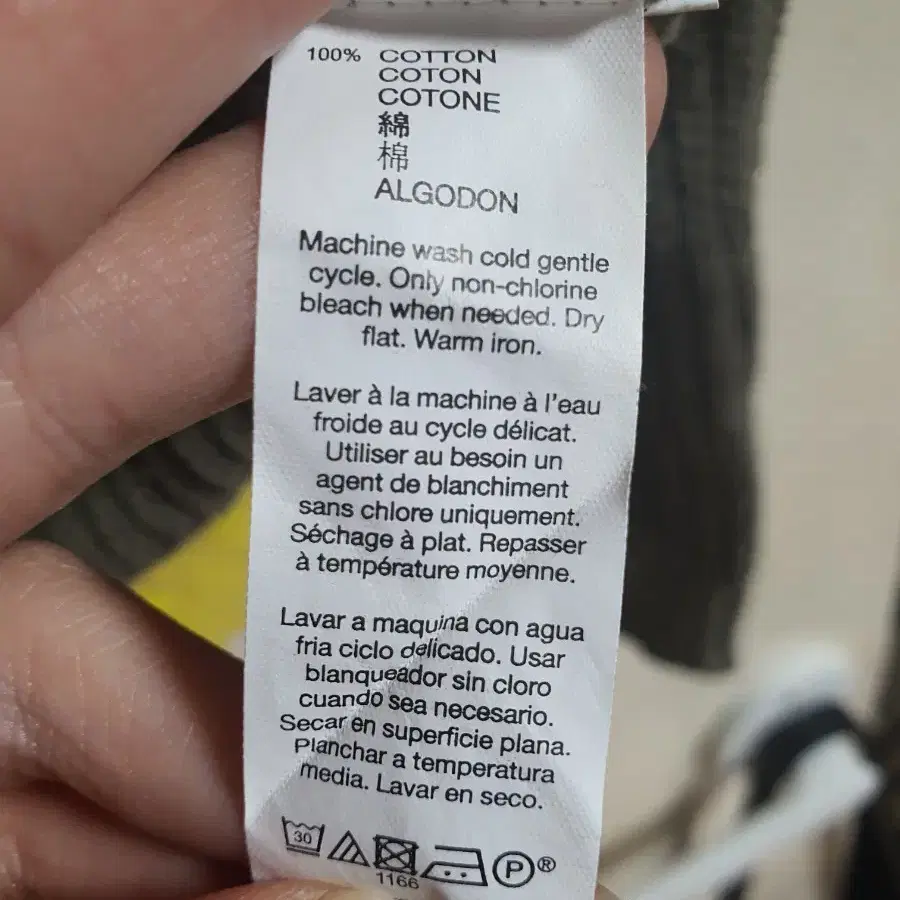 100% COTTON
COTON
COTONE
綿
棉
ALGODON
Machine wash cold gentle
cycle. Only non-chlorine
bleach when needed. Dry
flat. Warm iron.
Laver à la machine à l'eau
froide au cycle délicat.
Utiliser au besoin un
agent de blanchiment
sans chlore uniquement.
Séchage à plat. Repasser
à température moyenne.
Lavar a maquina con agua
fria ciclo delicado. Usar
blanqueador sin cloro
cuando sea necesario.
Secar en superficie plana.
Planchar a temperatura
media. Lavar en seco.
30 P ®
1166